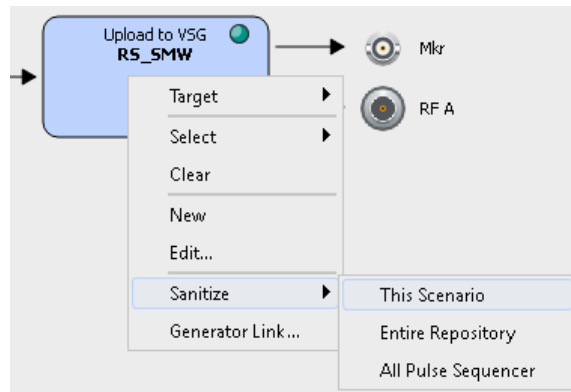 Upload to VSG
RS_SMW
Mkr
RF A
Target
Select
Clear
New
Edit...
Sanitize
Generator Link...
This Scenario
Entire Repository
All Pulse Sequencer